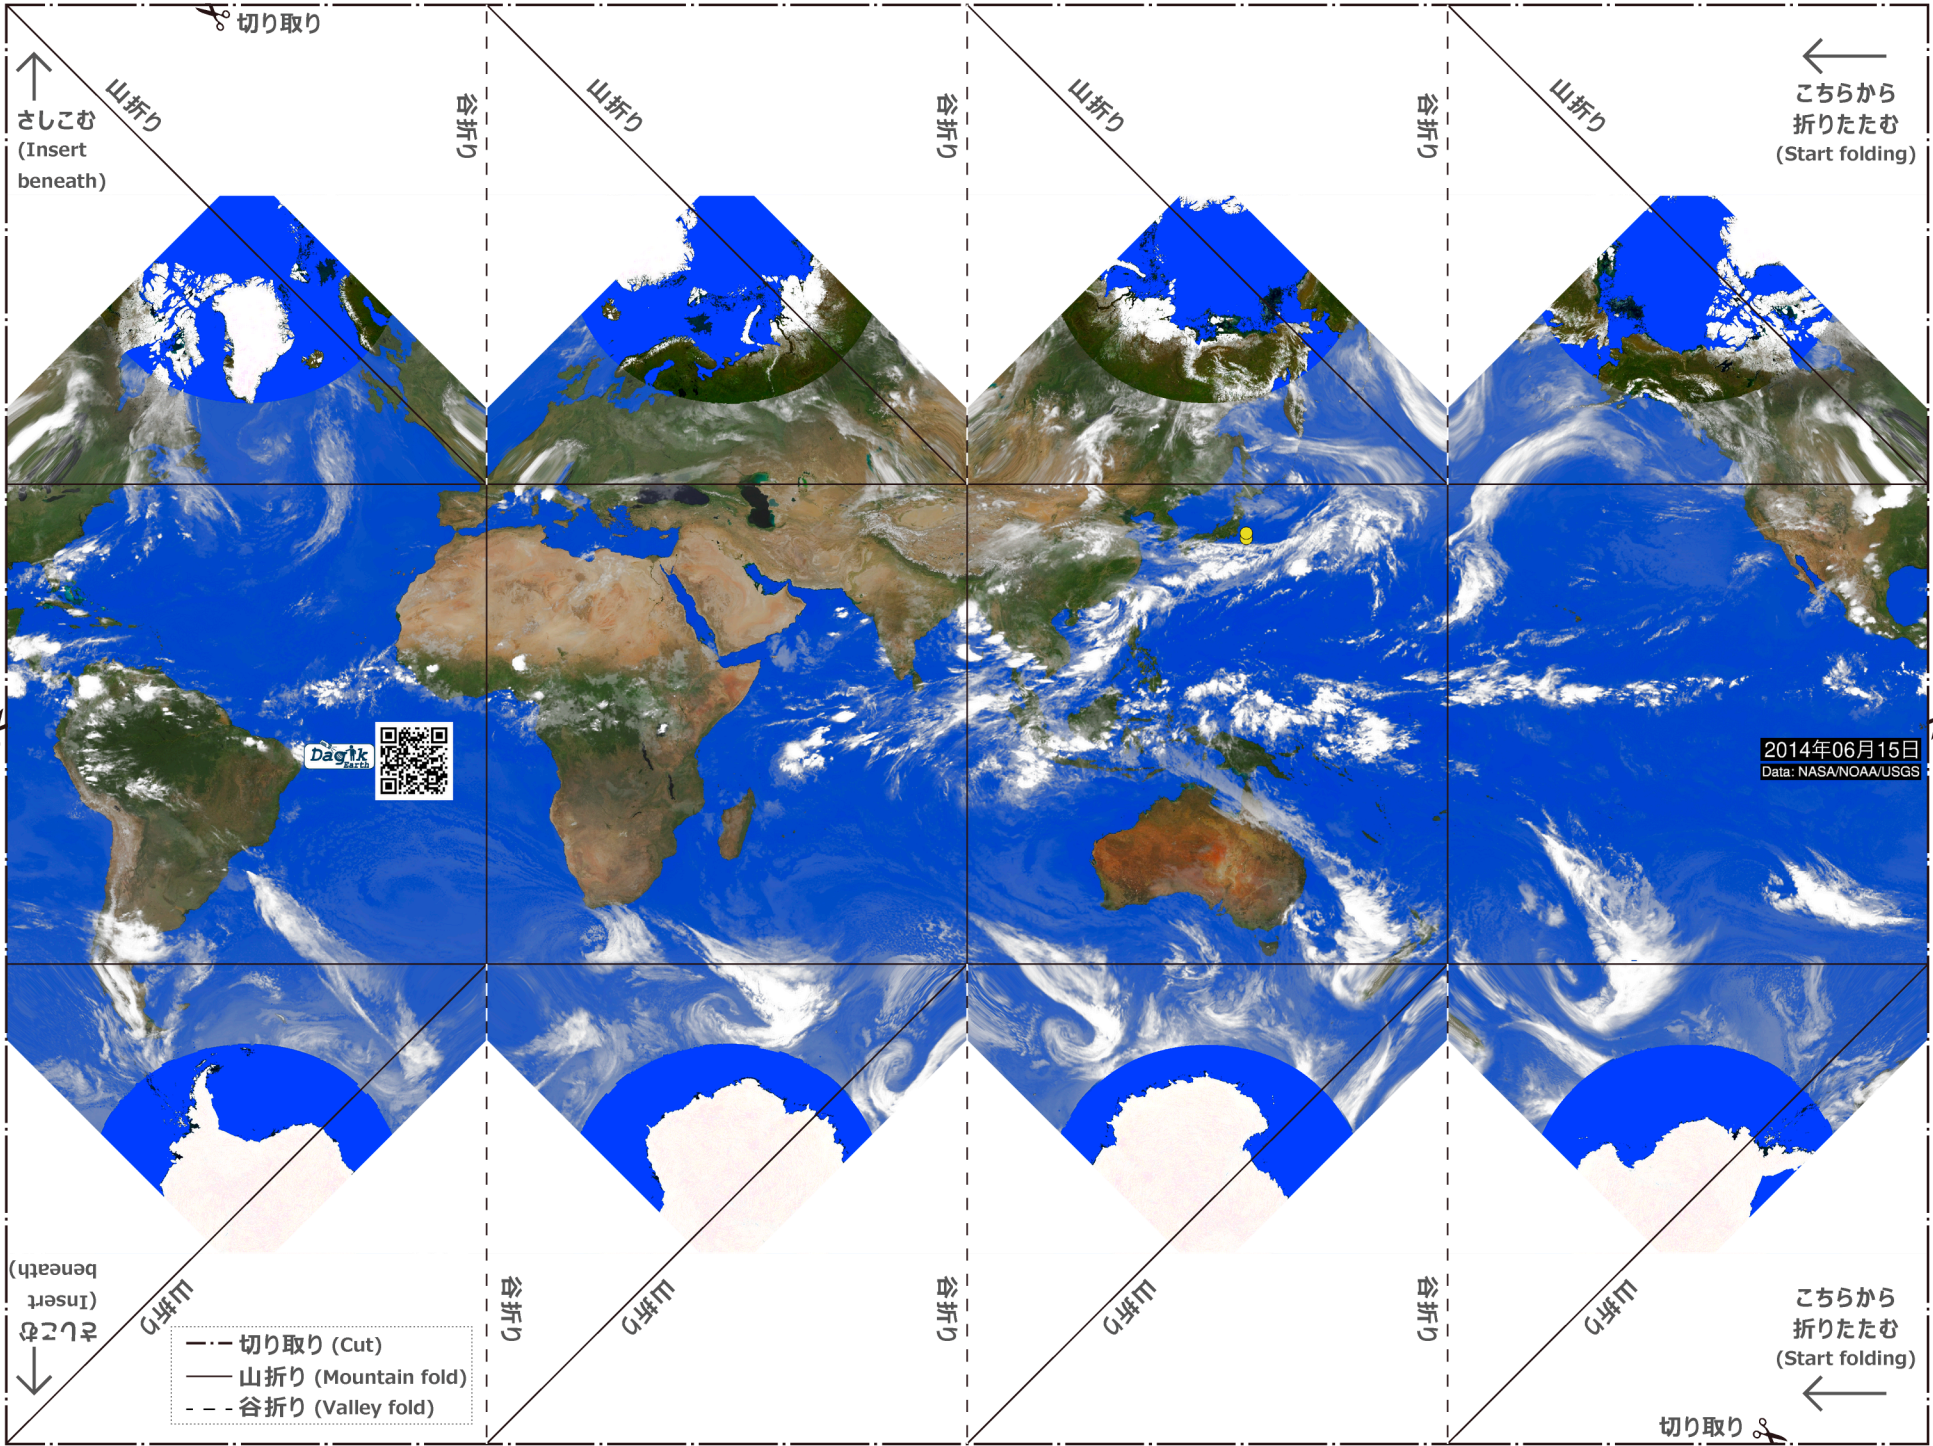 切り取り
さしこむ
(Insert
beneath)
山折り
谷折り
山折り
谷折り
山折り
谷折り
山折り
こちらから
折りたたむ
(Start folding)
Dagik
Earth
2014年06月15日
Data: NASA/NOAA/USGS
さしこむ
(Insert
beneath)
山折り
谷折り
山折り
谷折り
山折り
谷折り
山折り
こちらから
折りたたむ
(Start folding)
切り取り (Cut)
山折り (Mountain fold)
谷折り (Valley fold)
切り取り